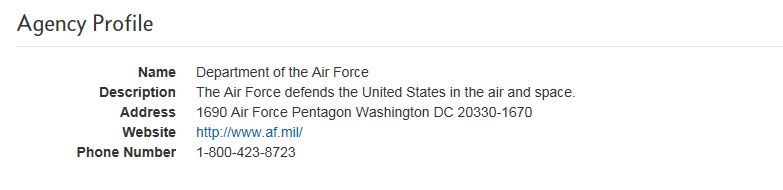 Agency Profile
Name Department of the Air Force
Description The Air Force defends the United States in the air and space.
Address 1690 Air Force Pentagon Washington DC 20330-1670
Website http://www.af.mil/
Phone Number 1-800-423-8723